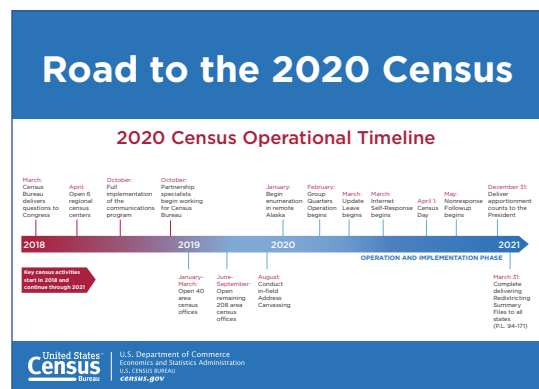 Road to the 2020 Census
2020 Census Operational Timeline
March:
Census
Bureau
delivers
questions to
Congress
April:
Open 6
regional
census
centers
October:
Full
implementation
of the
communications
program
October:
Partnership
specialists
begin working
for Census
Bureau
January:
Begin
enumeration
in remote
Alaska
February:
Group
Quarters
Operation
begins
March:
Update
Leave
begins
March:
Internet
Self-Response
begins
April 1:
Census
Day
May:
Nonresponse
Followup
begins
December 31:
Deliver
apportionment
counts to the
President
2018
2019
2020
2021
OPERATION AND IMPLEMENTATION PHASE
Key census activities
start in 2018 and
continue through 2021
January-
March:
Open 40
area
census
offices
June-
September:
Open
remaining
208 area
census
offices
August:
Conduct
in-field
Address
Canvassing
March 31:
Complete
delivering
Redistricting
Summary
Files to all
states
(P.L. 94-171)
United States
Census
Bureau
U.S. Department of Commerce
Economics and Statistics Administration
U.S. CENSUS BUREAU
census.gov